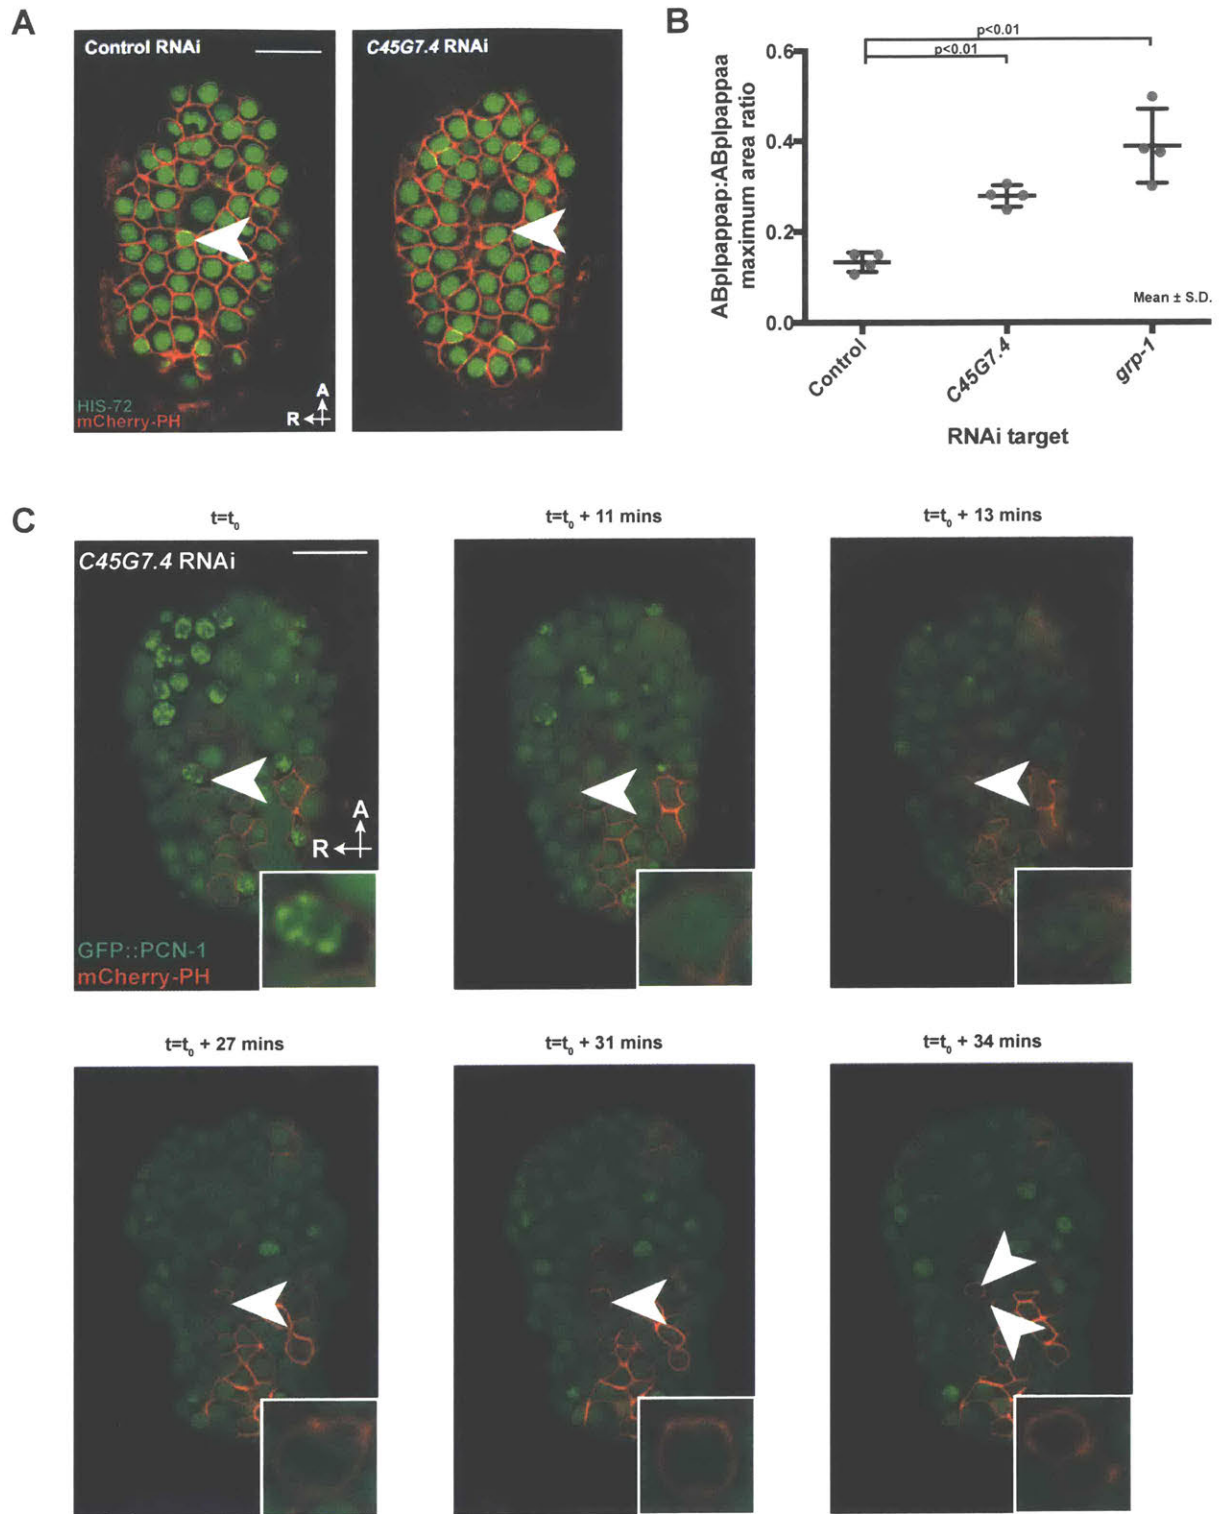 A
Control RNAi
C45G7.4 RNAi
HIS-72
mCherry-PH
A
R
B
p<0.01
p<0.01
0.6
0.4
0.2
0.0
ABplpappap:ABplpappaa
maximum area ratio
Mean ± S.D.
Control
C45G7.4
grp-1
RNAi target
C
t=t0
t=t0 + 11 mins
t=t0 + 13 mins
C45G7.4 RNAi
A
R
GFP::PCN-1
mCherry-PH
t=t0 + 27 mins
t=t0 + 31 mins
t=t0 + 34 mins